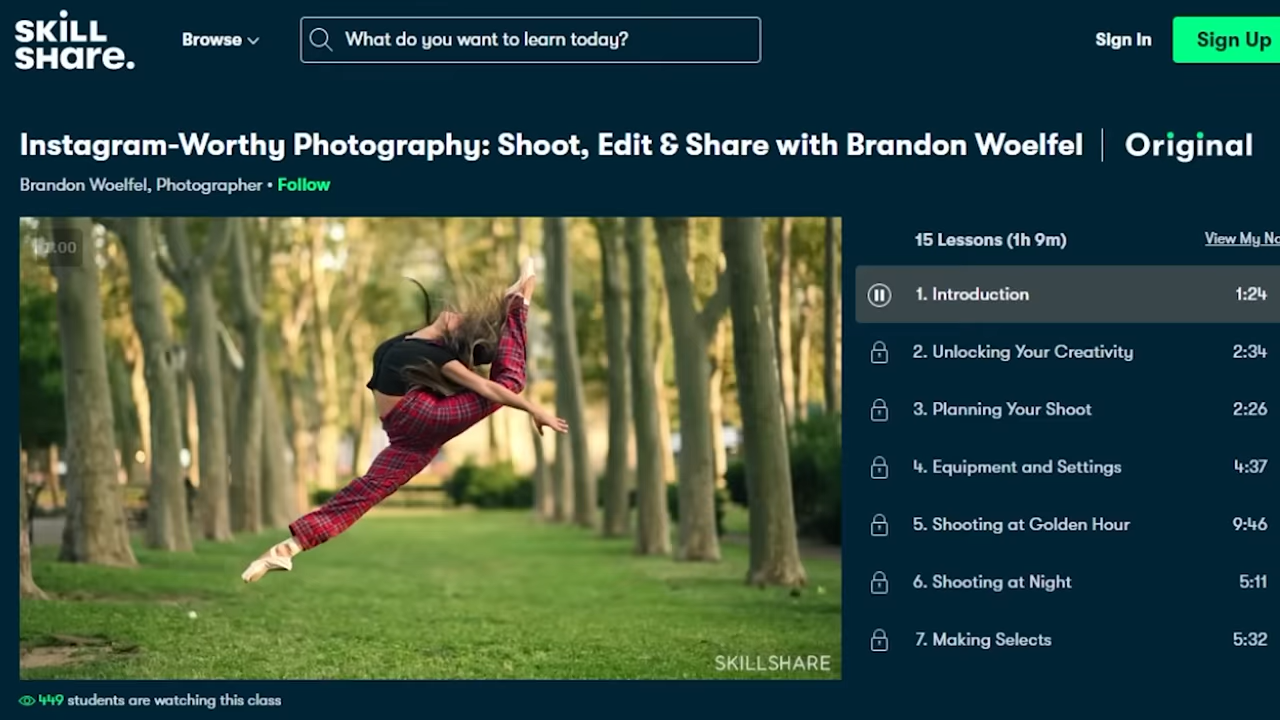 SKILL
SHARE.
Browse
What do you want to learn today?
Sign In
Sign Up
Instagram-Worthy Photography: Shoot, Edit & Share with Brandon Woelfel | Original
Brandon Woelfel, Photographer • Follow
15 Lessons (1h 9m)
View My
1. Introduction 1:24
2. Unlocking Your Creativity 2:34
3. Planning Your Shoot 2:26
4. Equipment and Settings 4:37
5. Shooting at Golden Hour 9:46
6. Shooting at Night 5:11
7. Making Selects 5:32
SKILLSHARE
449 students are watching this class